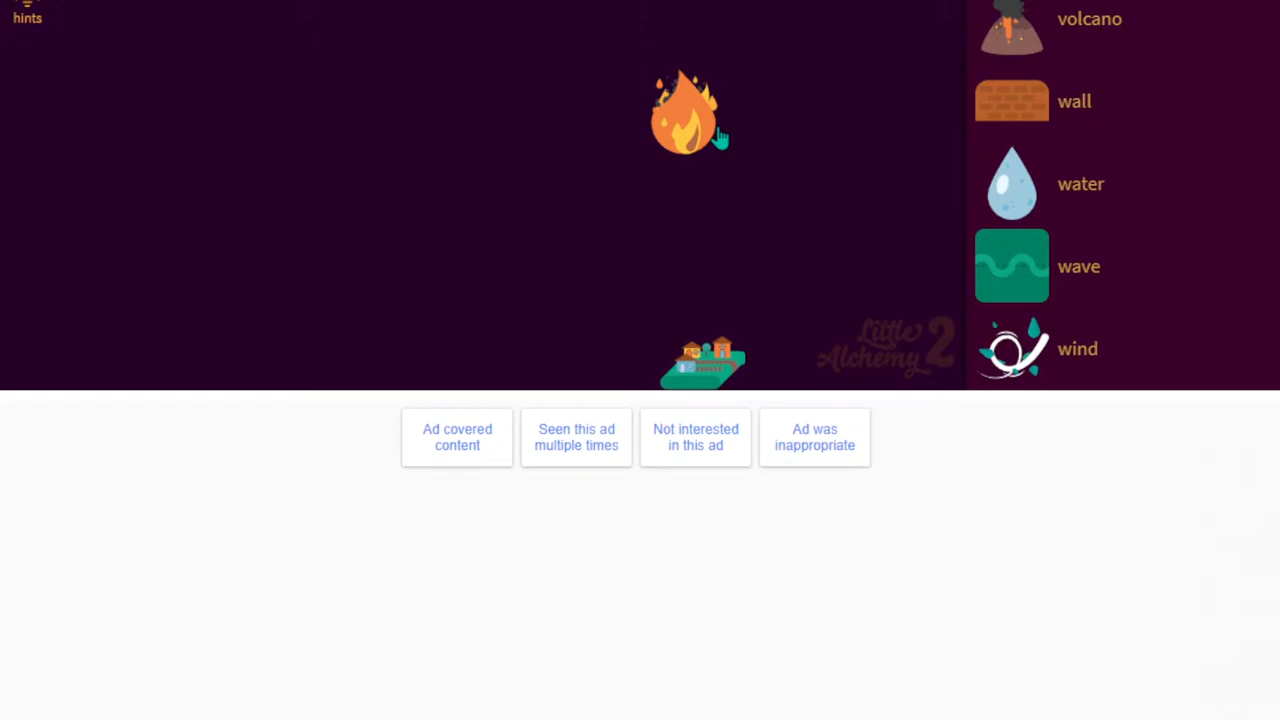 hints
volcano
wall
water
wave
wind
Little
Alchemy 2
Ad covered
content
Seen this ad
multiple times
Not interested
in this ad
Ad was
inappropriate